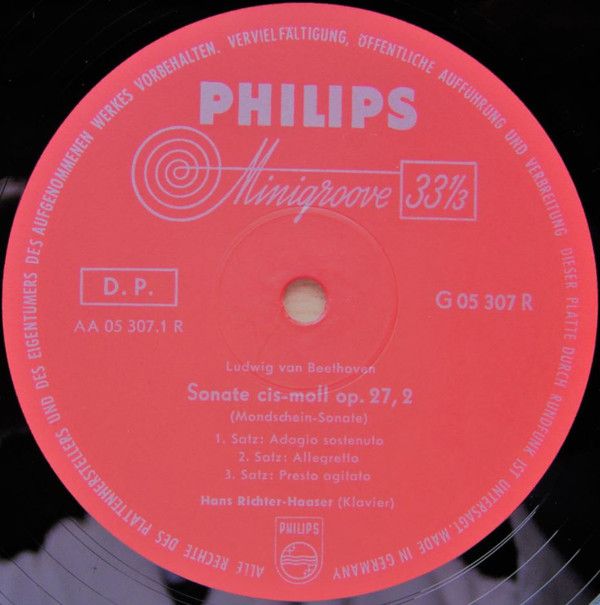 ALLE RECHTE DES PLATTENHERSTELLERS UND DES EIGENTÜMERS DES AUFGENOMMENEN WERKES VORBEHALTEN. VERVIELFÄLTIGUNG, ÖFFENTLICHE AUFFÜHRUNG UND VERBREITUNG DIESER PLATTE DURCH RUNDFUNK IST UNTERSAGT MADE IN GERMANY
PHILIPS
Minigroove 33 1/3
D. P.
AA 05 307.1 R
G 05 307 R
Ludwig van Beethoven
Sonate cis-moll op. 27, 2
(Mondschein-Sonate)
1. Satz: Adagio sostenuto
2. Satz: Allegretto
3. Satz: Presto agitato
Hans Richter-Haaser (Klavier)
PHILIPS